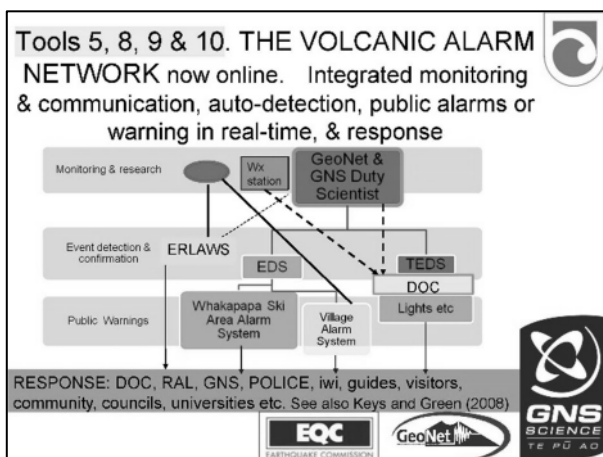 Tools 5, 8, 9 & 10. THE VOLCANIC ALARM
NETWORK now online. Integrated monitoring
& communication, auto-detection, public alarms or
warning in real-time, & response
Monitoring & research
Wx
station
GeoNet &
GNS Duty
Scientist
Event detection &
confirmation
ERLAWS
EDS
TEDS
DOC
Public Warnings
Whakapapa Ski
Area Alarm
System
Village
Alarm
System
Lights etc
RESPONSE: DOC, RAL, GNS, POLICE, iwi, guides, visitors,
community, councils, universities etc. See also Keys and Green (2008)
EQC
EARTHQUAKE COMMISSION
GeoNet
GNS
SCIENCE
TE PŪ AO